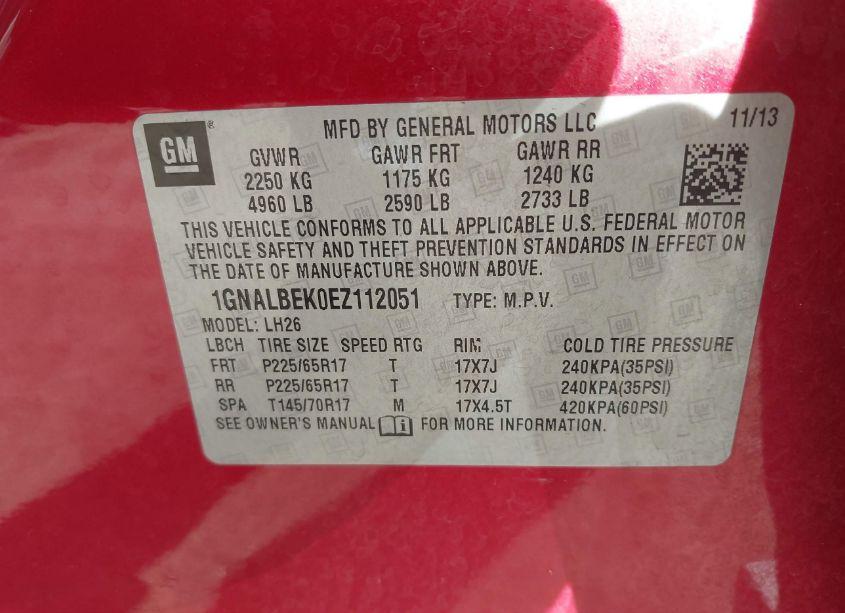 GM® MFD BY GENERAL MOTORS LLC 11/13
GVWR GAWR FRT GAWR RR
2250 KG 1175 KG 1240 KG
4960 LB 2590 LB 2733 LB
THIS VEHICLE CONFORMS TO ALL APPLICABLE U.S. FEDERAL MOTOR
VEHICLE SAFETY AND THEFT PREVENTION STANDARDS IN EFFECT ON
THE DATE OF MANUFACTURE SHOWN ABOVE.
1GNALBEK0EZ112051 TYPE: M.P.V.
MODEL: LH26
LBCH TIRE SIZE SPEED RTG RIM COLD TIRE PRESSURE
FRT P225/65R17 T 17X7J 240KPA(35PSI)
RR P225/65R17 T 17X7J 240KPA(35PSI)
SPA T145/70R17 M 17X4.5T 420KPA(60PSI)
SEE OWNER'S MANUAL i FOR MORE INFORMATION.